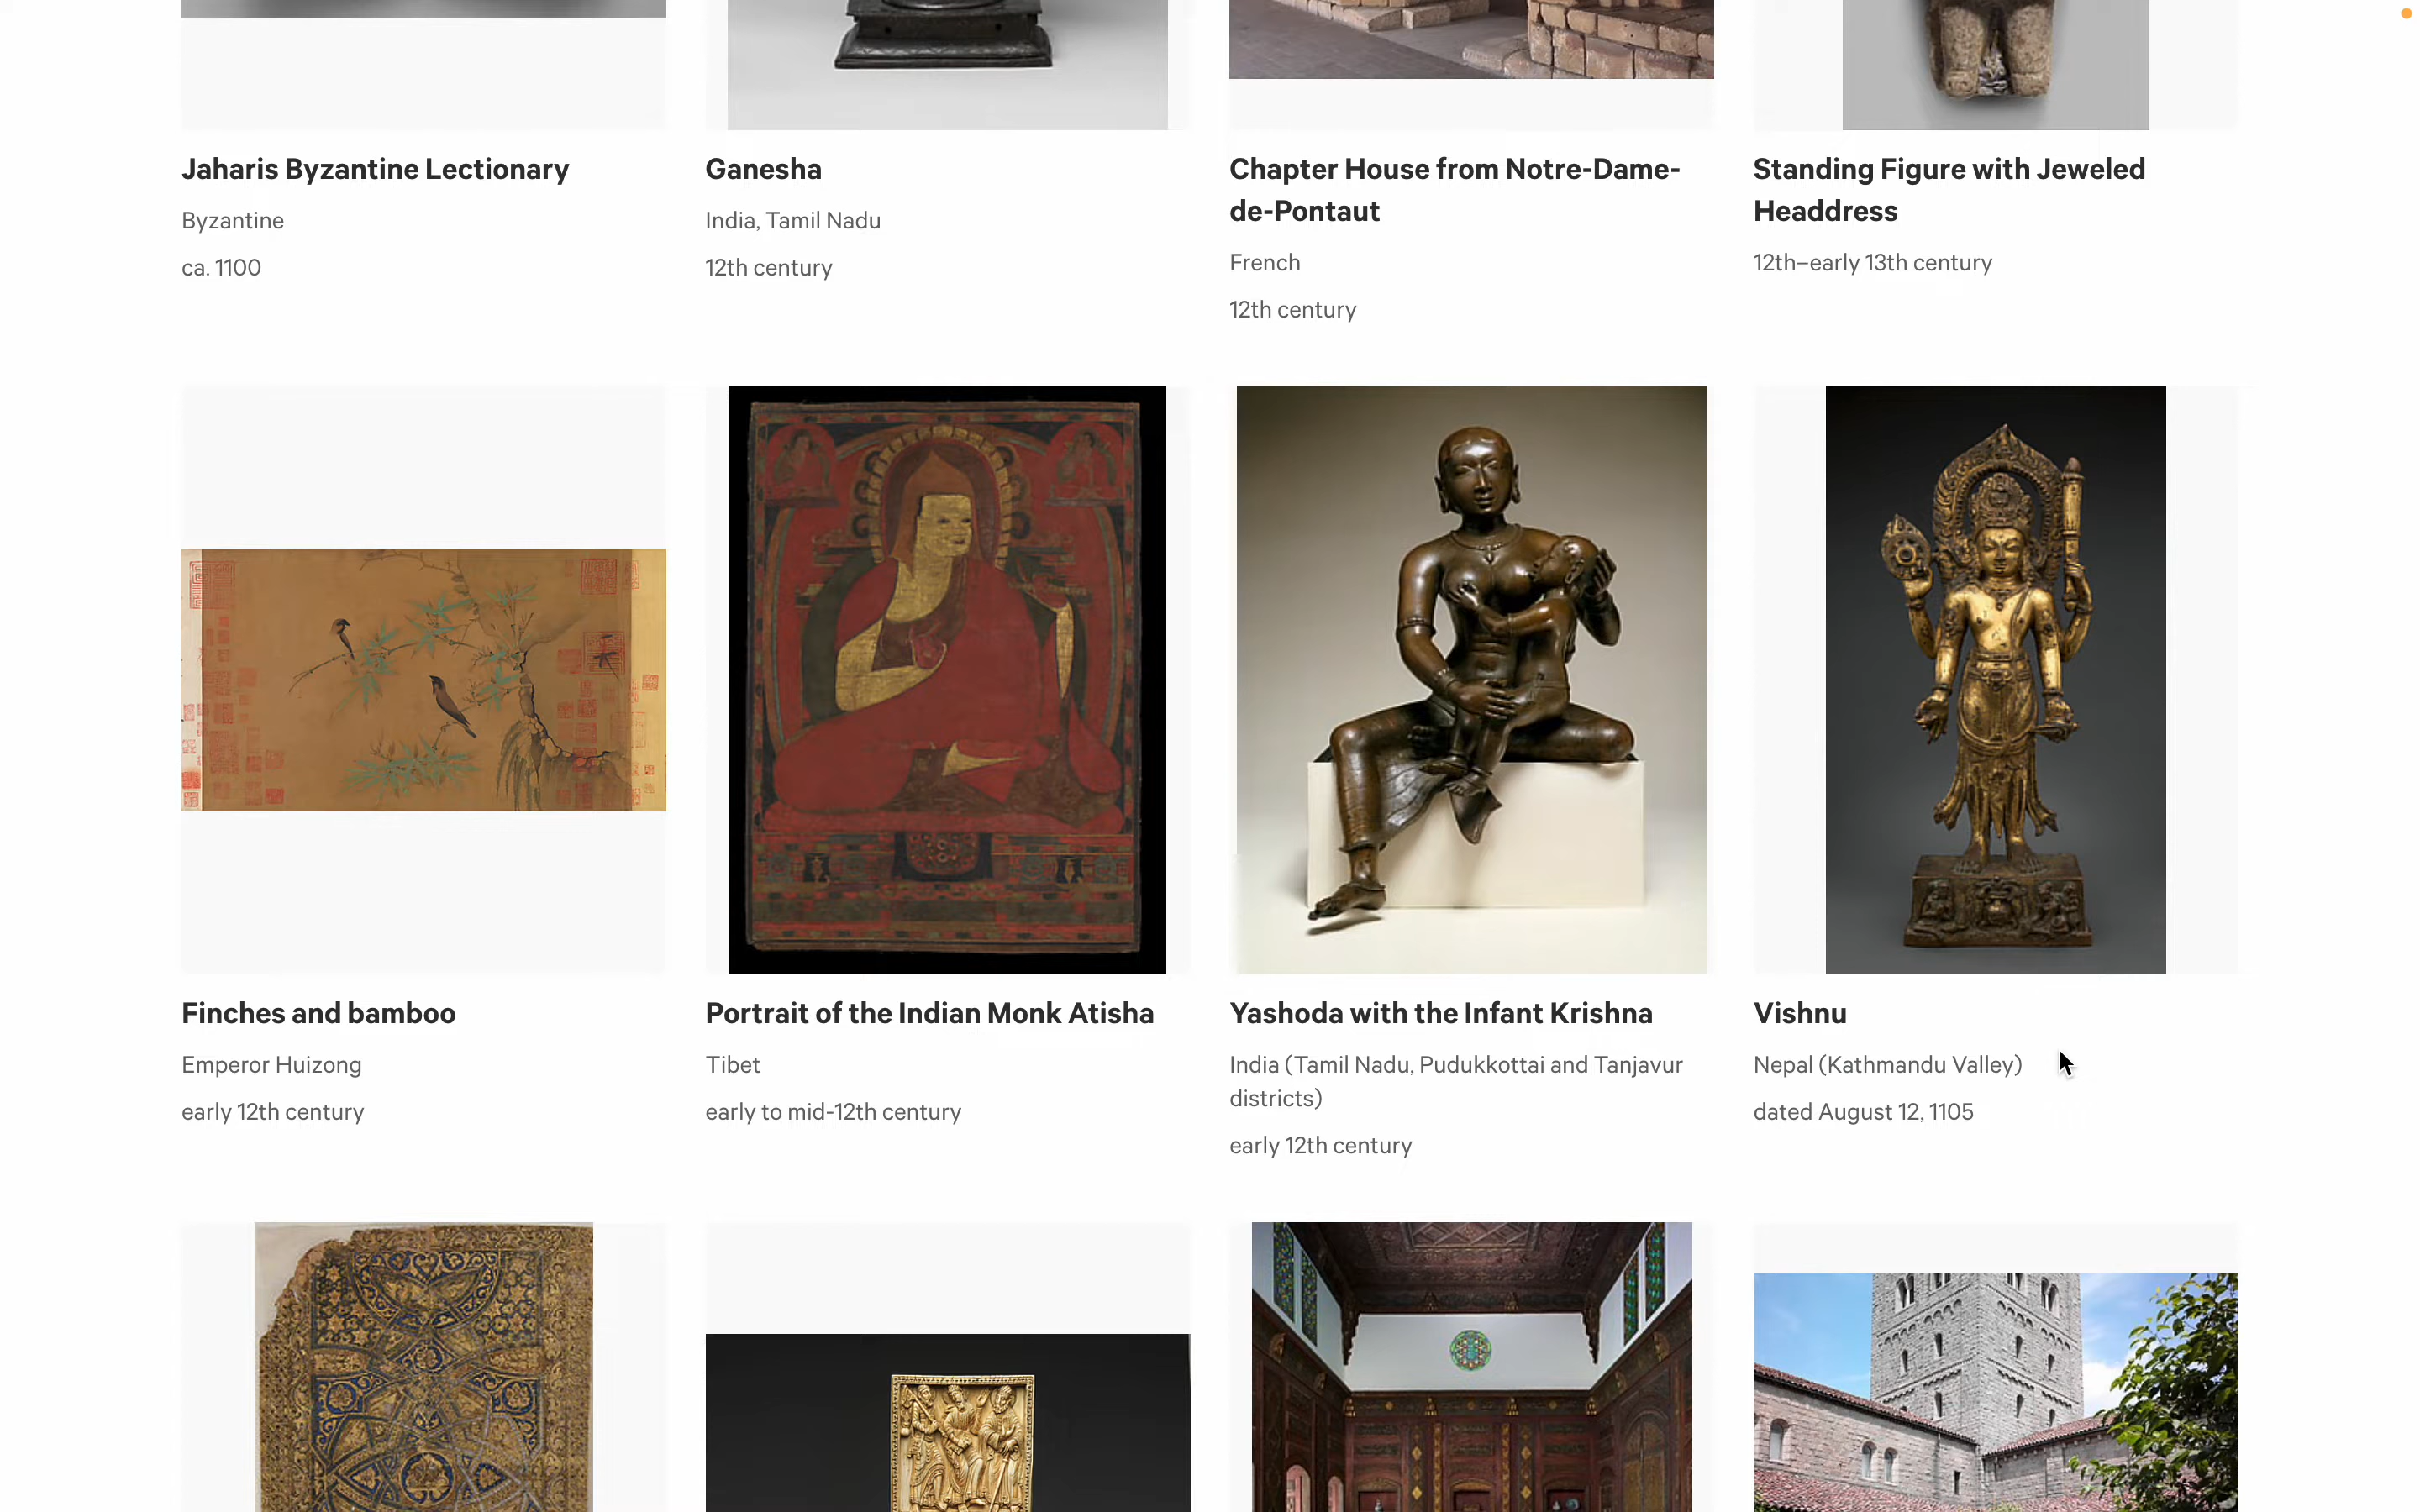 Jaharis Byzantine Lectionary
Byzantine
ca. 1100
Ganesha
India, Tamil Nadu
12th century
Chapter House from Notre-Dame-
de-Pontaut
French
12th century
Standing Figure with Jeweled
Headdress
12th–early 13th century
Finches and bamboo
Emperor Huizong
early 12th century
Portrait of the Indian Monk Atisha
Tibet
early to mid-12th century
Yashoda with the Infant Krishna
India (Tamil Nadu, Pudukkottai and Tanjavur
districts)
early 12th century
Vishnu
Nepal (Kathmandu Valley)
dated August 12, 1105